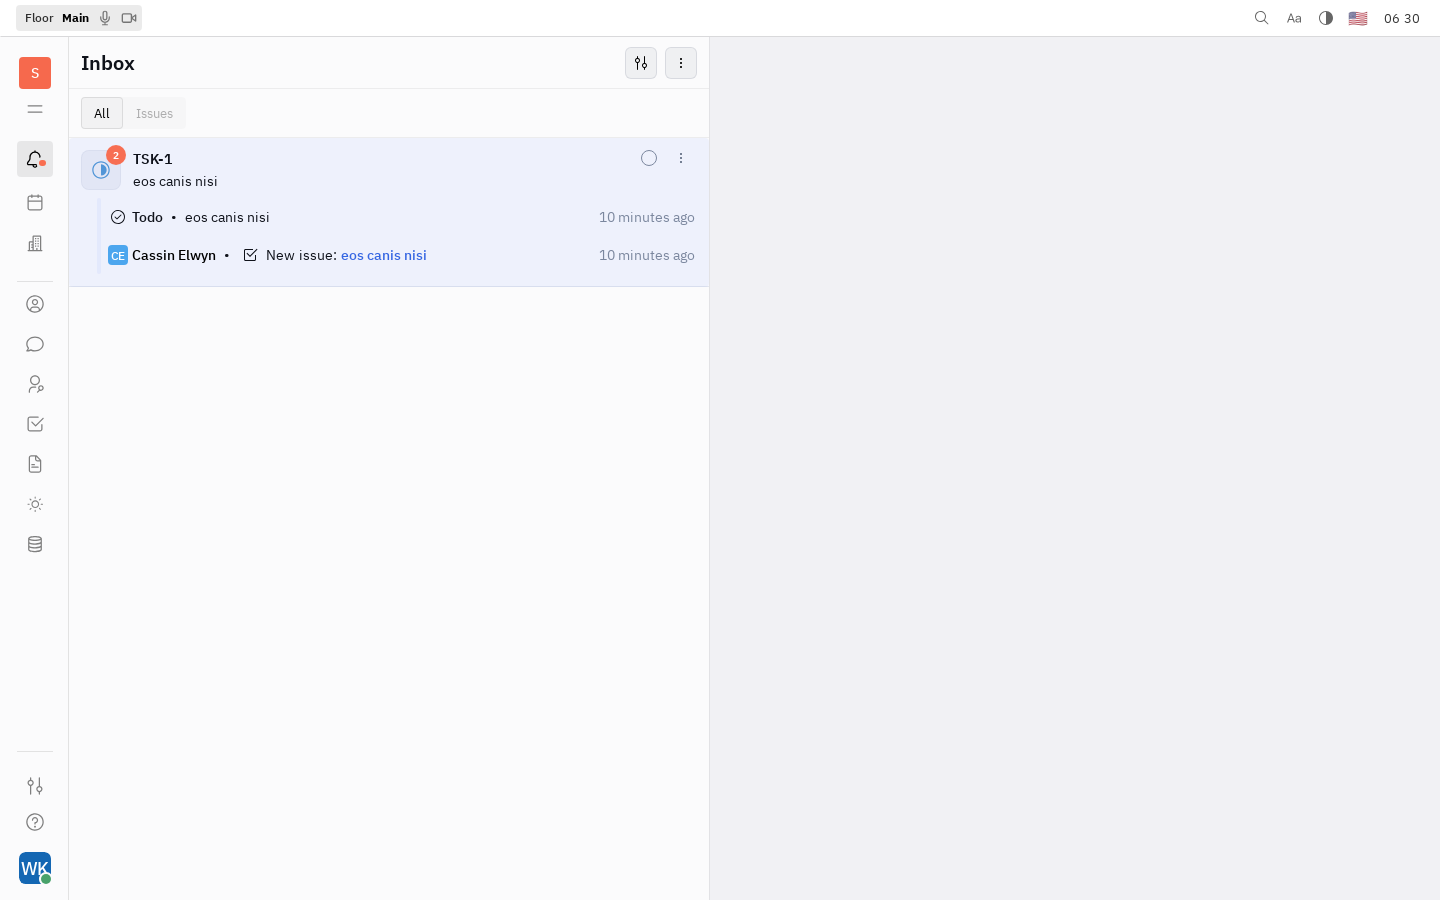 Floor Main
Aa
06 30
S
Inbox
All
Issues
2
TSK-1
eos canis nisi
Todo • eos canis nisi
10 minutes ago
CE Cassin Elwyn • New issue: eos canis nisi
10 minutes ago
WK